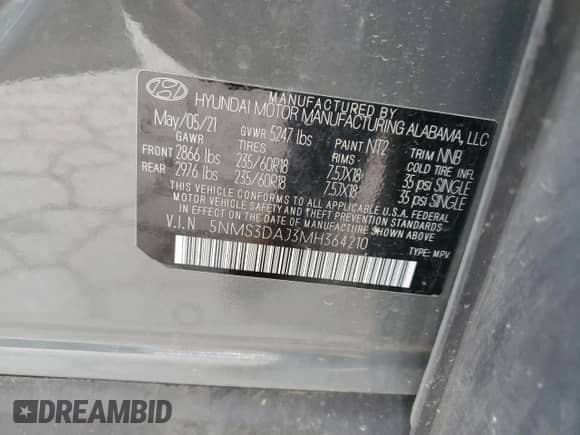 MANUFACTURED BY
HYUNDAI MOTOR MANUFACTURING ALABAMA, LLC
May/05/21 GVWR 5247 lbs PAINT NT2 TRIM NNB
GAWR TIRES RIMS- COLD TIRE INFL
FRONT 2866 lbs 235/60R18 7.5JX18 35 psi SINGLE
REAR 2976 lbs 235/60R18 7.5JX18 35 psi SINGLE
THIS VEHICLE CONFORMS TO ALL APPLICABLE U.S.A. FEDERAL
MOTOR VEHICLE SAFETY AND THEFT PREVENTION STANDARDS
IN EFFECT ON THE DATE OF MANUFACTURE SHOWN ABOVE
V.I.N 5NMS3DAJ3MH364210
TYPE: MPV
DREAMBID